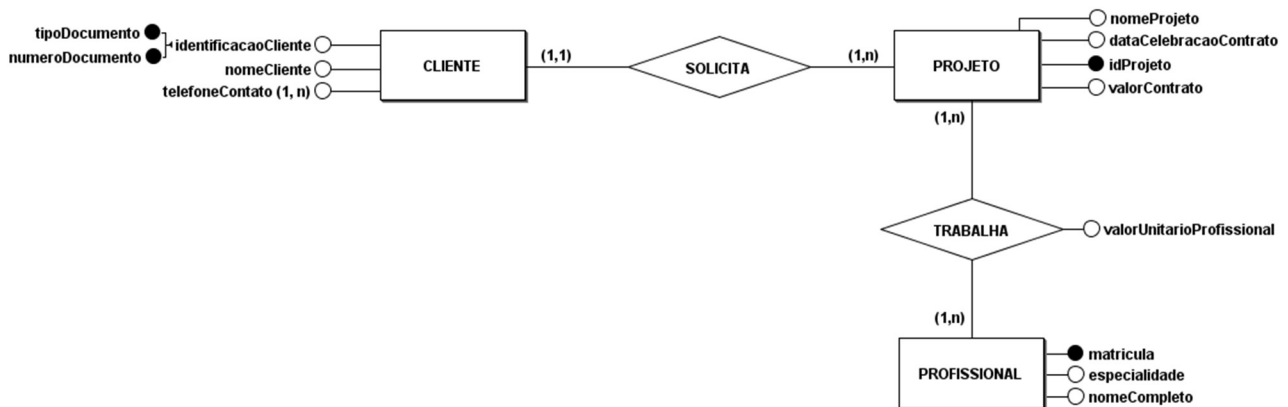 tipoDocumento
numeroDocumento
identificacaoCliente
nomeCliente
telefoneContato (1, n)
CLIENTE
(1,1)
SOLICITA
(1,n)
PROJETO
nomeProjeto
dataCelebracaoContrato
idProjeto
valorContrato
(1,n)
TRABALHA
valorUnitarioProfissional
(1,n)
PROFISSIONAL
matricula
especialidade
nomeCompleto